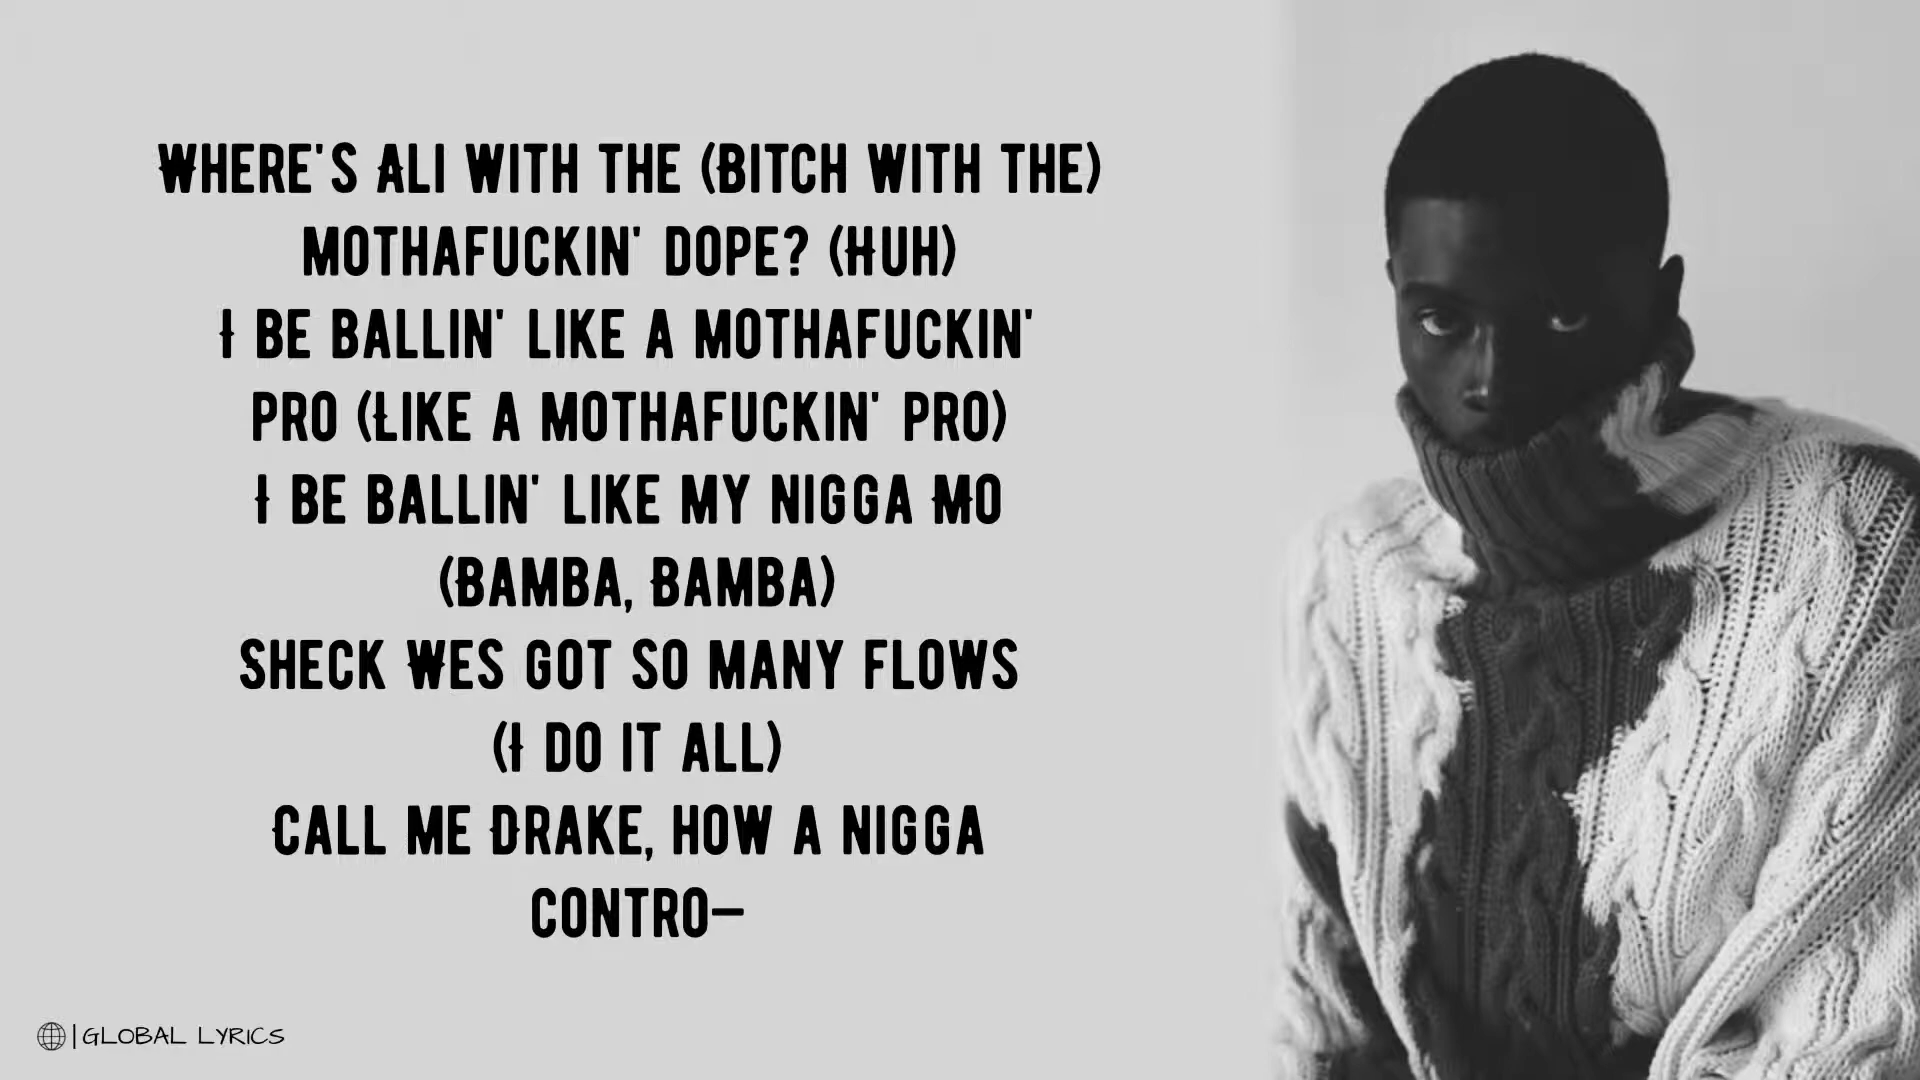 Where's Ali with the (Bitch with the)
mothafuckin' dope? (Huh)
I be ballin' like a mothafuckin'
pro (Like a mothafuckin' pro)
I be ballin' like my nigga Mo
(Bamba, Bamba)
Sheck Wes got so many flows
(I do it all)
Call me Drake, how a nigga
contro—
|GLOBAL LYRICS